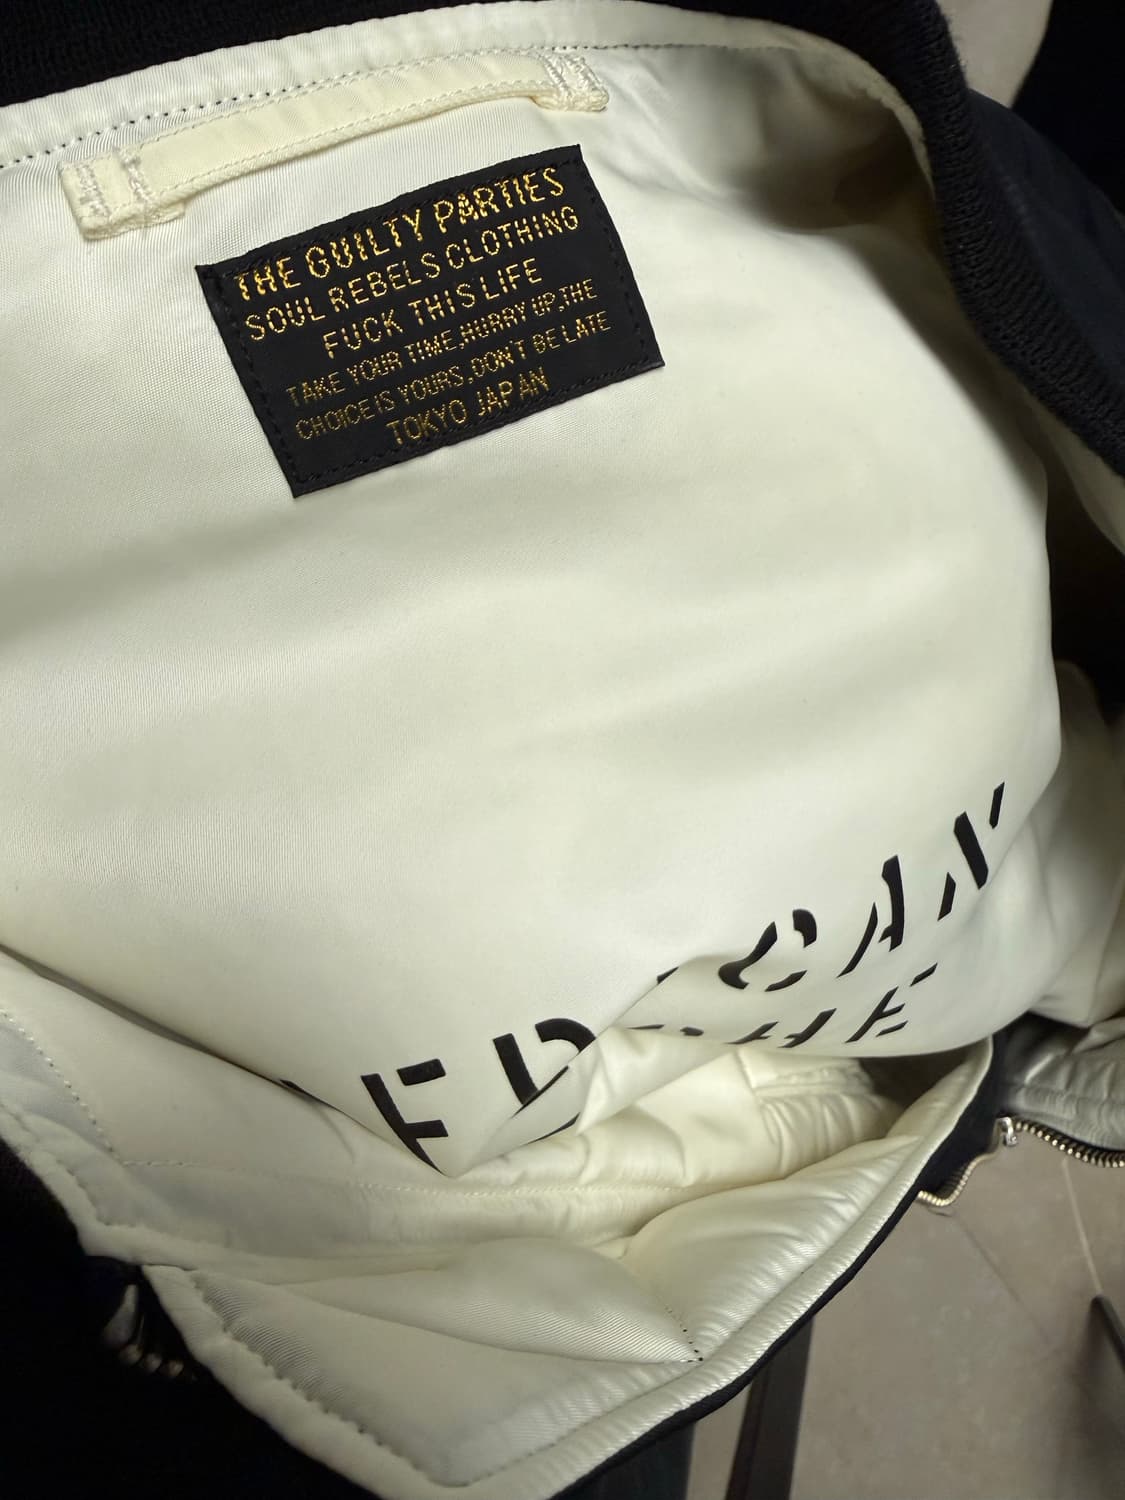 THE GUILTY PARTIES
SOUL REBELS CLOTHING
FUCK THIS LIFE
TAKE YOUR TIME,HURRY UP,THE
CHOICE IS YOURS,DON'T BE LATE
TOKYO JAPAN